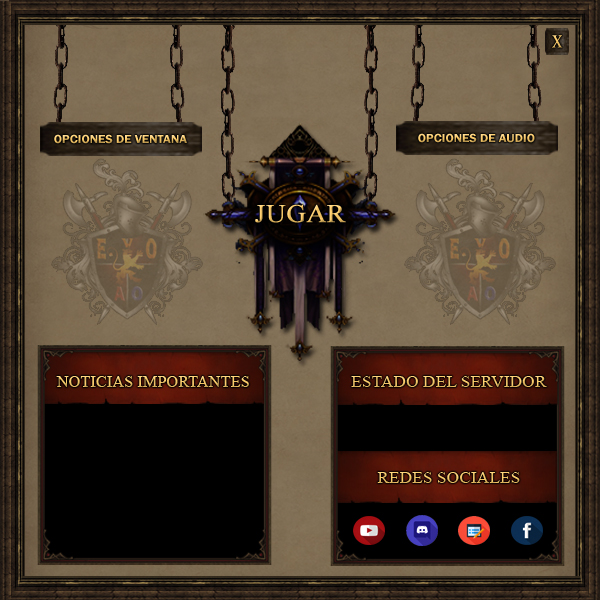 X
OPCIONES DE VENTANA
OPCIONES DE AUDIO
JUGAR
E V O
A O
E V O
A O
NOTICIAS IMPORTANTES
ESTADO DEL SERVIDOR
REDES SOCIALES
f